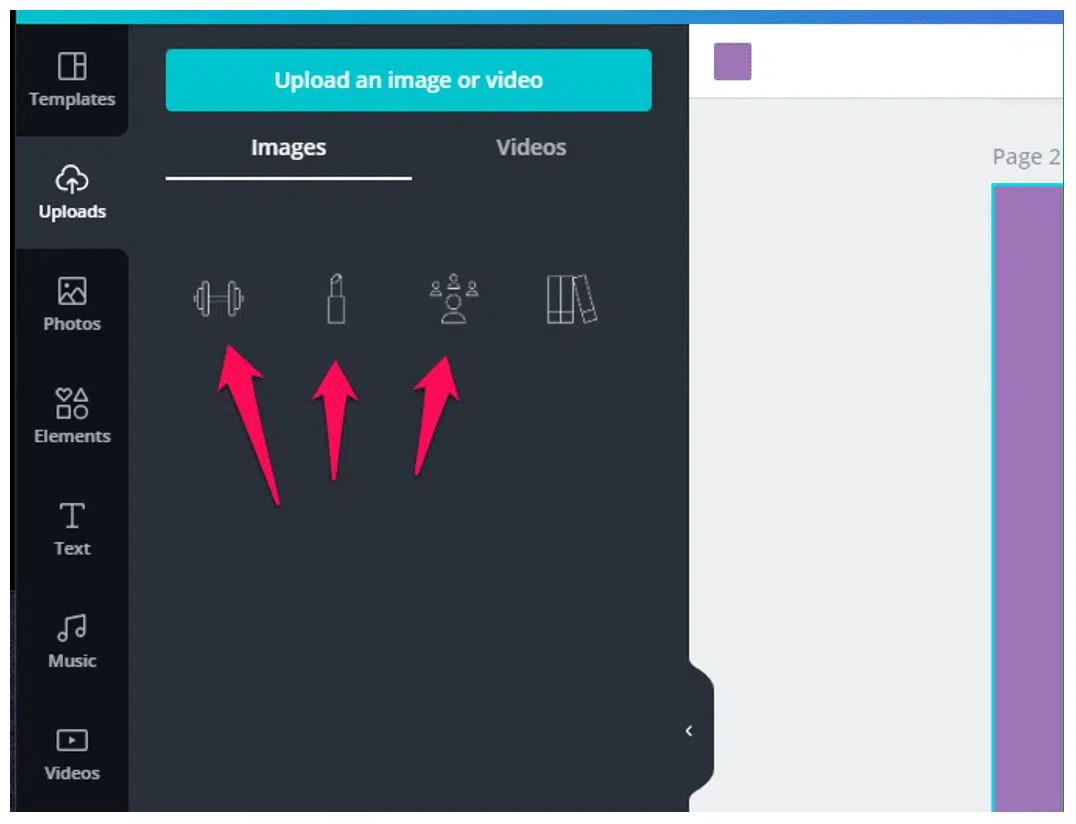 Templates
Uploads
Photos
Elements
Text
Music
Videos
Upload an image or video
Images
Videos
Page 2